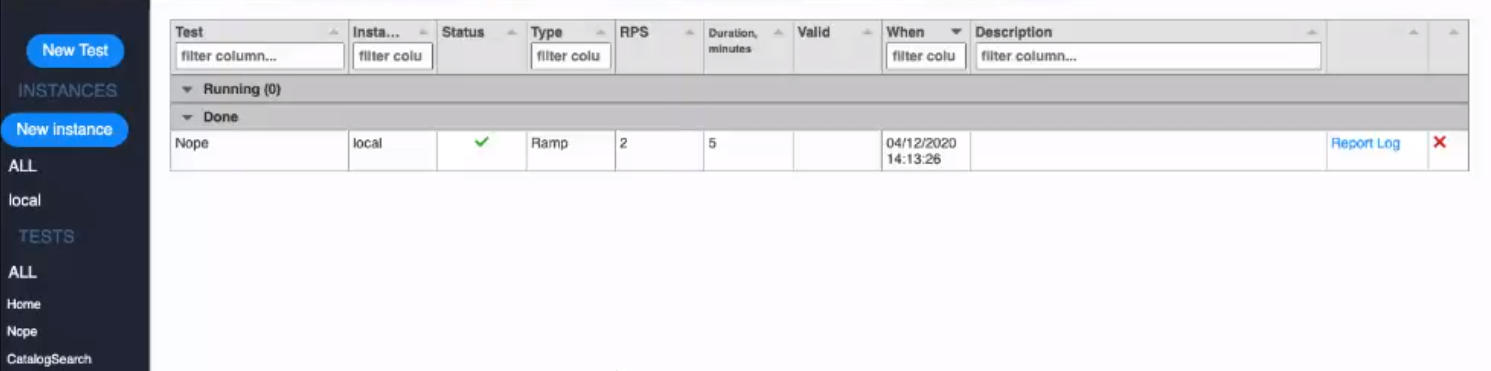 New Test
INSTANCES
New instance
ALL
local
TESTS
ALL
Home
Nope
CatalogSearch
Test Insta... Status Type RPS Duration, minutes Valid When Description
filter column... filter colu filter colu filter colu filter column...
Running (0)
Done
Nope local Ramp 2 5 04/12/2020 Report Log
14:13:26